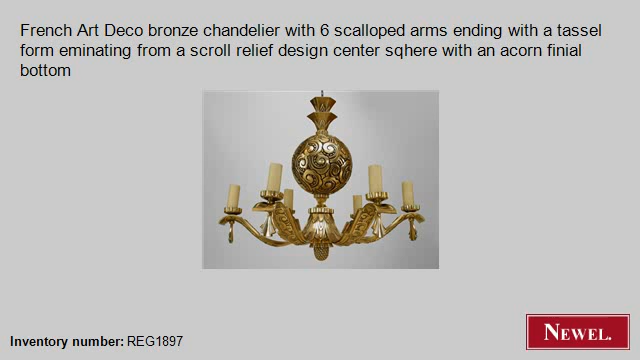 French Art Deco bronze chandelier with 6 scalloped arms ending with a tassel
form eminating from a scroll relief design center sqhere with an acorn finial
bottom
Inventory number: REG1897
NEWEL.